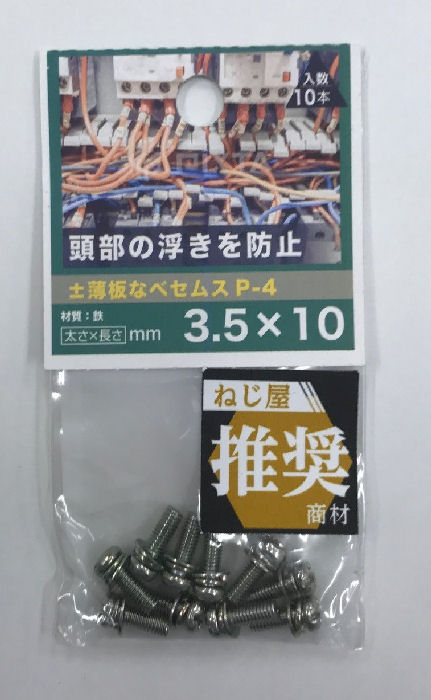 入数
10本
頭部の浮きを防止
±薄板なべセムスP-4
材質：鉄
太さ×長さ mm 3.5×10
ねじ屋
推奨
商材